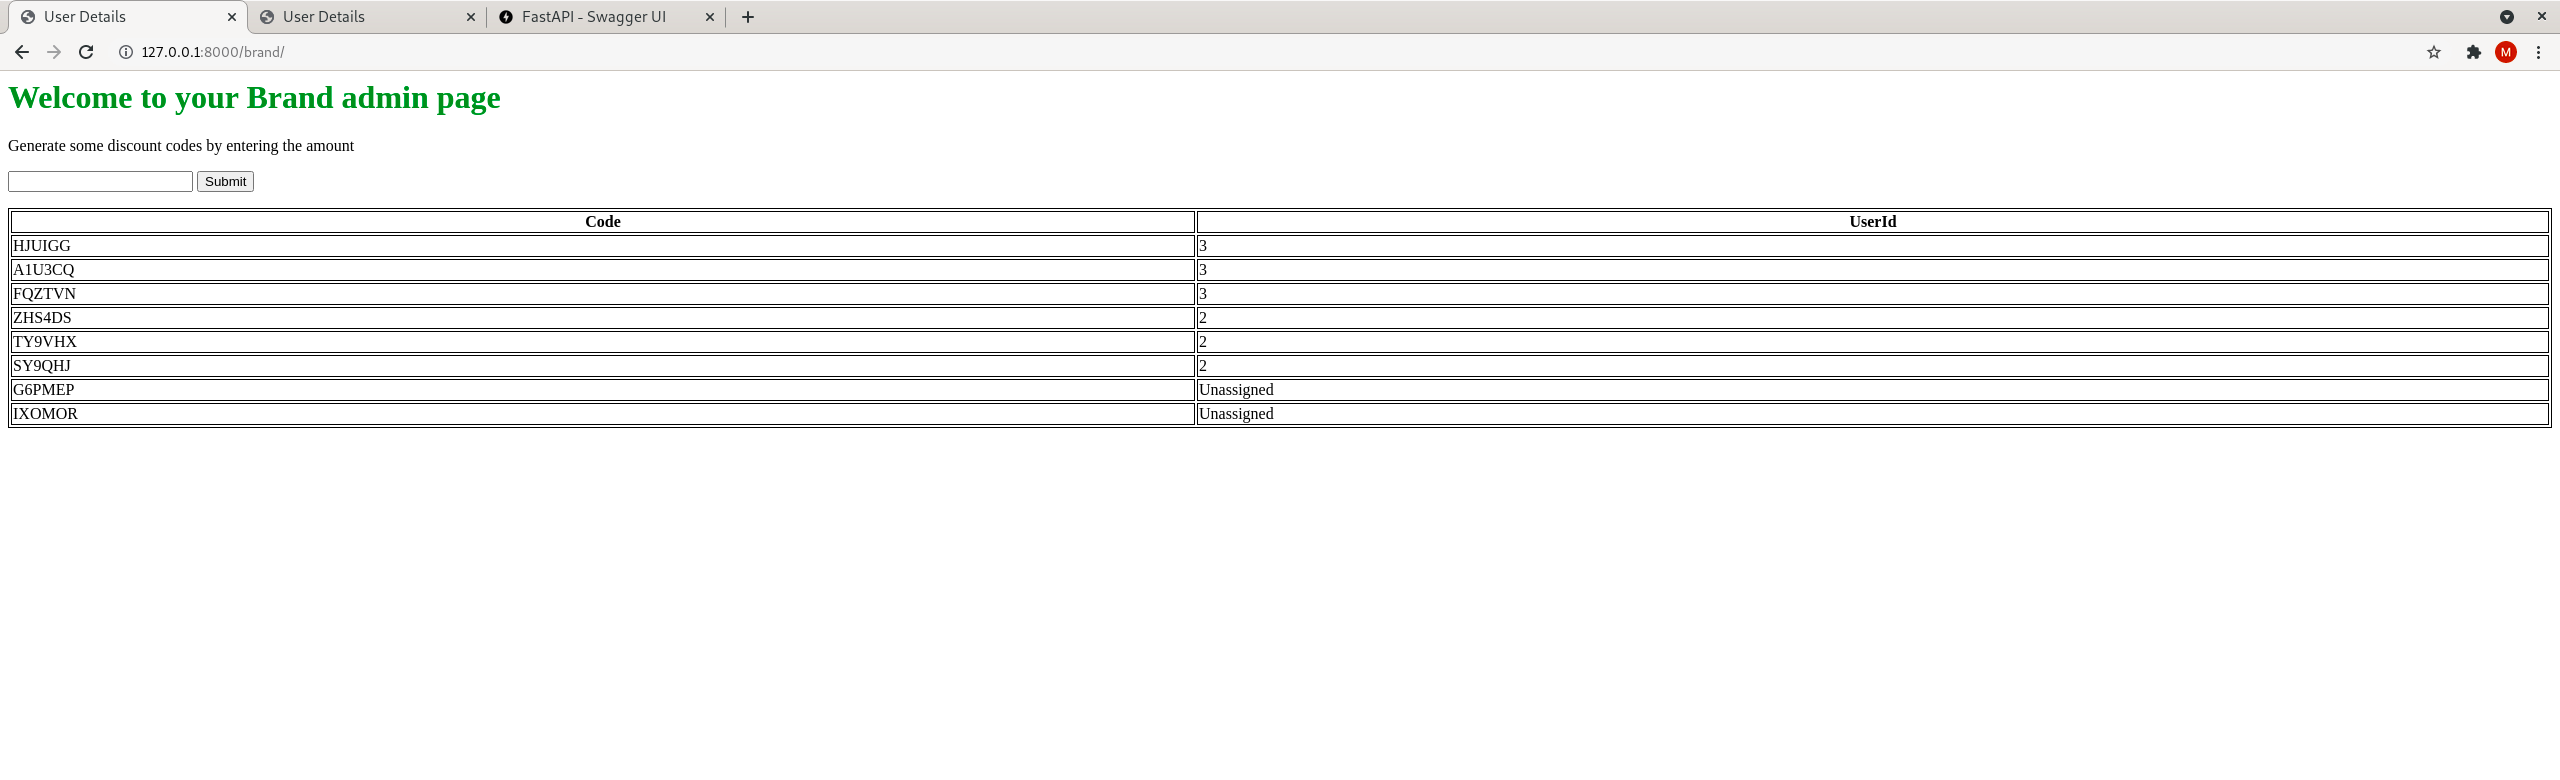 User Details User Details FastAPI - Swagger UI
127.0.0.1:8000/brand/ M
Welcome to your Brand admin page
Generate some discount codes by entering the amount
Submit
Code UserId
HJUIGG 3
A1U3CQ 3
FQZTVN 3
ZHS4DS 2
TY9VHX 2
SY9QHJ 2
G6PMEP Unassigned
IXOMOR Unassigned